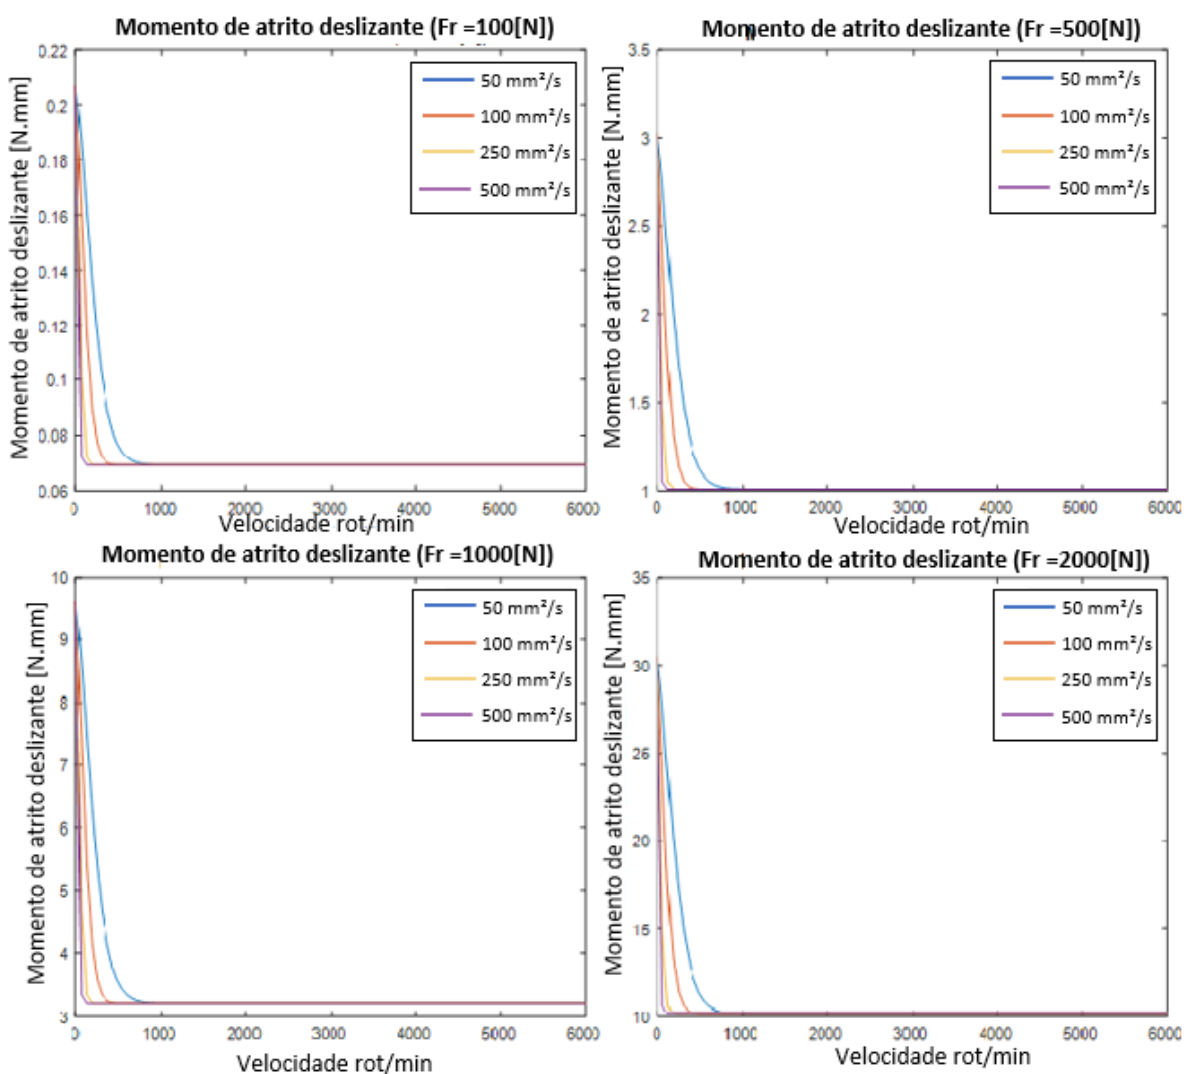 Momento de atrito deslizante (Fr =100[N])
Momento de atrito deslizante [N.mm]
0.22
0.2
0.18
0.16
0.14
0.12
0.1
0.08
0.06
50 mm²/s
100 mm²/s
250 mm²/s
500 mm²/s
0 1000 2000 3000 4000 5000 6000
Velocidade rot/min
Momento de atrito deslizante (Fr =500[N])
Momento de atrito deslizante [N.mm]
3.5
3
2.5
2
1.5
1
50 mm²/s
100 mm²/s
250 mm²/s
500 mm²/s
0 1000 2000 3000 4000 5000 6000
Velocidade rot/min
Momento de atrito deslizante (Fr =1000[N])
Momento de atrito deslizante [N.mm]
10
9
8
7
6
5
4
3
50 mm²/s
100 mm²/s
250 mm²/s
500 mm²/s
0 1000 2000 3000 4000 5000 6000
Velocidade rot/min
Momento de atrito deslizante (Fr =2000[N])
Momento de atrito deslizante [N.mm]
35
30
25
20
15
10
50 mm²/s
100 mm²/s
250 mm²/s
500 mm²/s
0 1000 2000 3000 4000 5000 6000
Velocidade rot/min